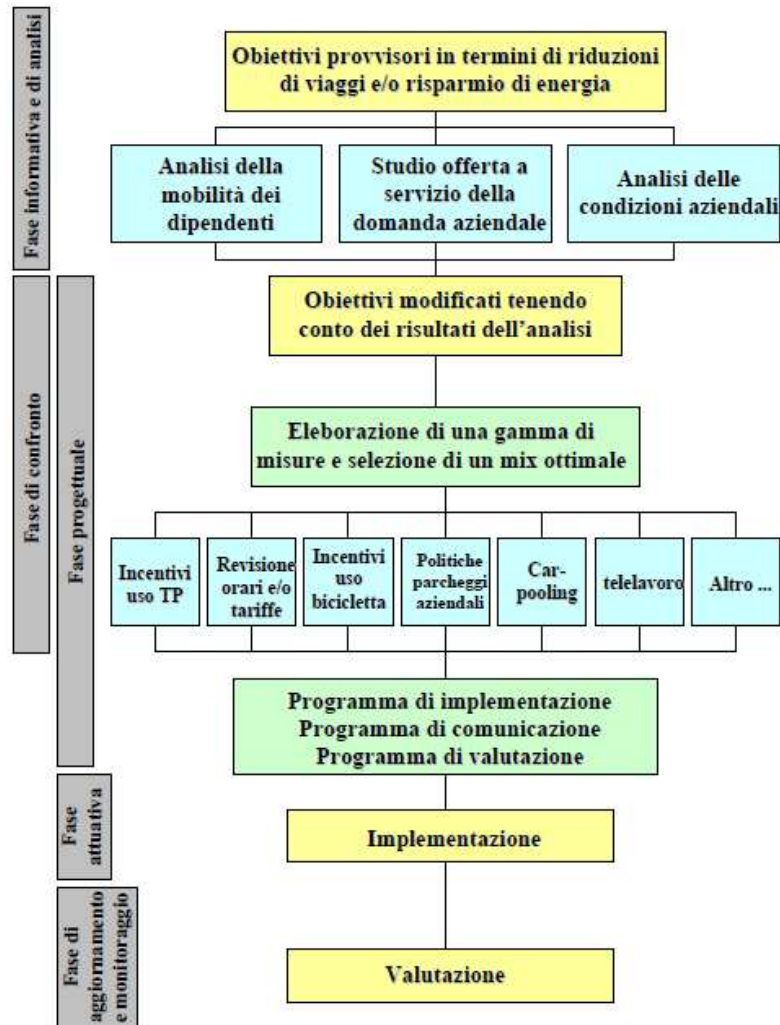 Fase informativa e di analisi
Obiettivi provvisori in termini di riduzioni
di viaggi e/o risparmio di energia
Analisi della
mobilità dei
dipendenti
Studio offerta a
servizio della
domanda aziendale
Analisi delle
condizioni aziendali
Fase di confronto
Fase progettuale
Obiettivi modificati tenendo
conto dei risultati dell'analisi
Eleborazione di una gamma di
misure e selezione di un mix ottimale
Incentivi
uso TP
Revisione
orari e/o
tariffe
Incentivi
uso
bicicletta
Politiche
parcheggi
aziendali
Car-
pooling
telelavoro
Altro ...
Programma di implementazione
Programma di comunicazione
Programma di valutazione
Fase
attuativa
Implementazione
Fase di
aggiornamento
e monitoraggio
Valutazione